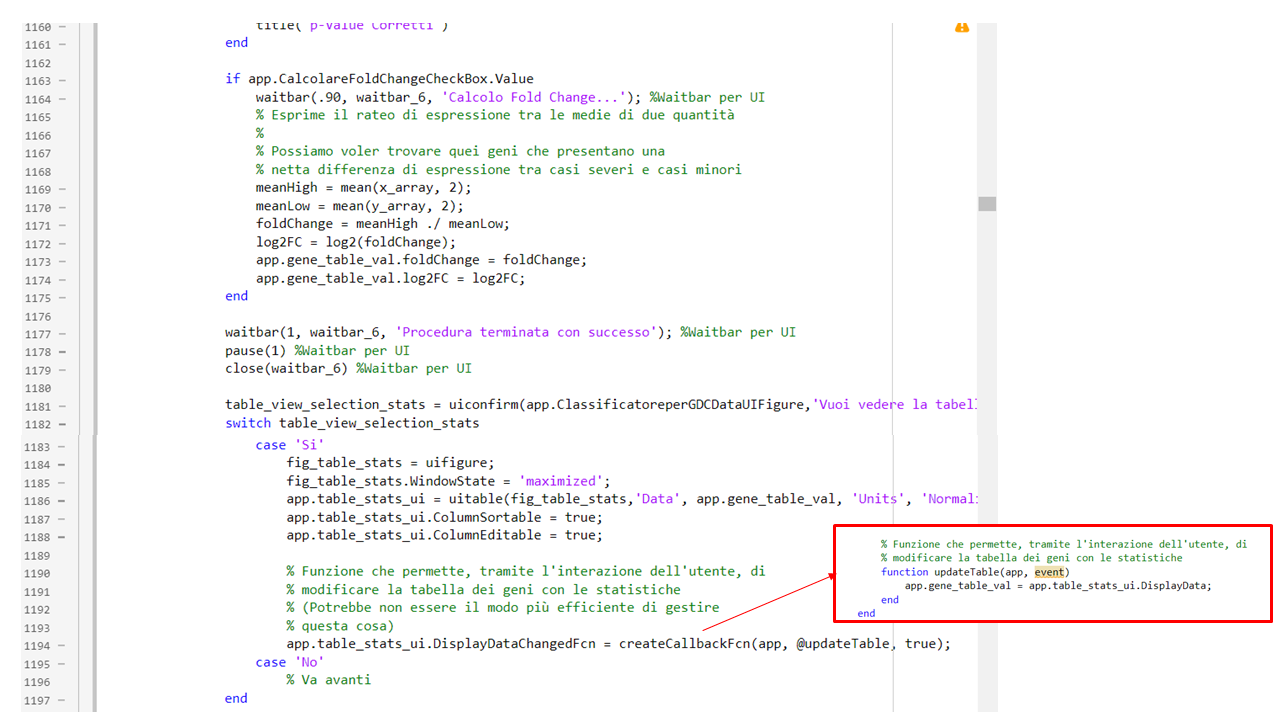 1160 – title('p-value Corretti')
1161 – end
1162
1163 – if app.CalcolareFoldChangeCheckBox.Value
1164 – waitbar(.90, waitbar_6, 'Calcolo Fold Change...'); %Waitbar per UI
1165 % Esprime il rateo di espressione tra le medie di due quantità
1166 %
1167 % Possiamo voler trovare quei geni che presentano una
1168 % netta differenza di espressione tra casi severi e casi minori
1169 – meanHigh = mean(x_array, 2);
1170 – meanLow = mean(y_array, 2);
1171 – foldChange = meanHigh ./ meanLow;
1172 – log2FC = log2(foldChange);
1173 – app.gene_table_val.foldChange = foldChange;
1174 – app.gene_table_val.log2FC = log2FC;
1175 – end
1176
1177 – waitbar(1, waitbar_6, 'Procedura terminata con successo'); %Waitbar per UI
1178 – pause(1) %Waitbar per UI
1179 – close(waitbar_6) %Waitbar per UI
1180
1181 – table_view_selection_stats = uiconfirm(app.ClassificatoreperGDCDataUIFigure,'Vuoi vedere la tabell
1182 – switch table_view_selection_stats
1183 – case 'Si'
1184 – fig_table_stats = uifigure;
1185 – fig_table_stats.WindowState = 'maximized';
1186 – app.table_stats_ui = uitable(fig_table_stats,'Data', app.gene_table_val, 'Units', 'Normali
1187 – app.table_stats_ui.ColumnSortable = true;
1188 – app.table_stats_ui.ColumnEditable = true;
1189
1190 % Funzione che permette, tramite l'interazione dell'utente, di
1191 % modificare la tabella dei geni con le statistiche
1192 % (Potrebbe non essere il modo più efficiente di gestire
1193 % questa cosa)
1194 – app.table_stats_ui.DisplayDataChangedFcn = createCallbackFcn(app, @updateTable, true);
1195 – case 'No'
1196 % Va avanti
1197 – end
% Funzione che permette, tramite l'interazione dell'utente, di
% modificare la tabella dei geni con le statistiche
function updateTable(app, event)
app.gene_table_val = app.table_stats_ui.DisplayData;
end
end